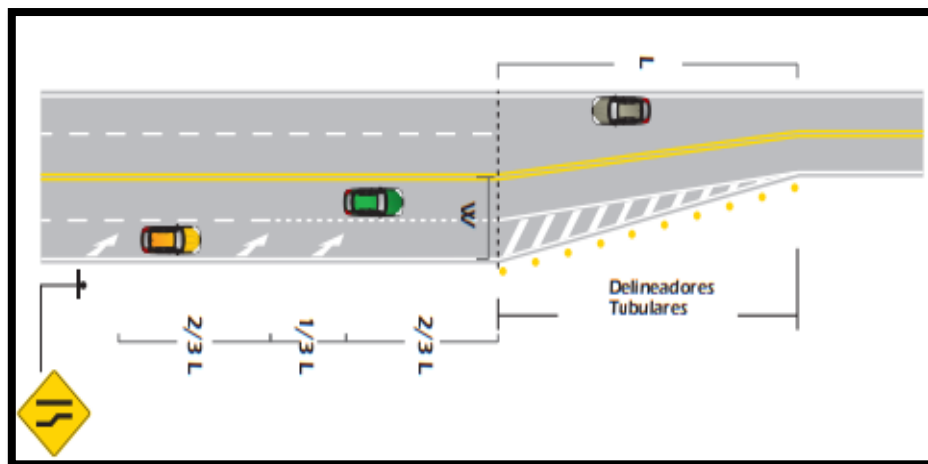 L
W
Delineadores
Tubulares
2/3 L
1/3 L
2/3 L